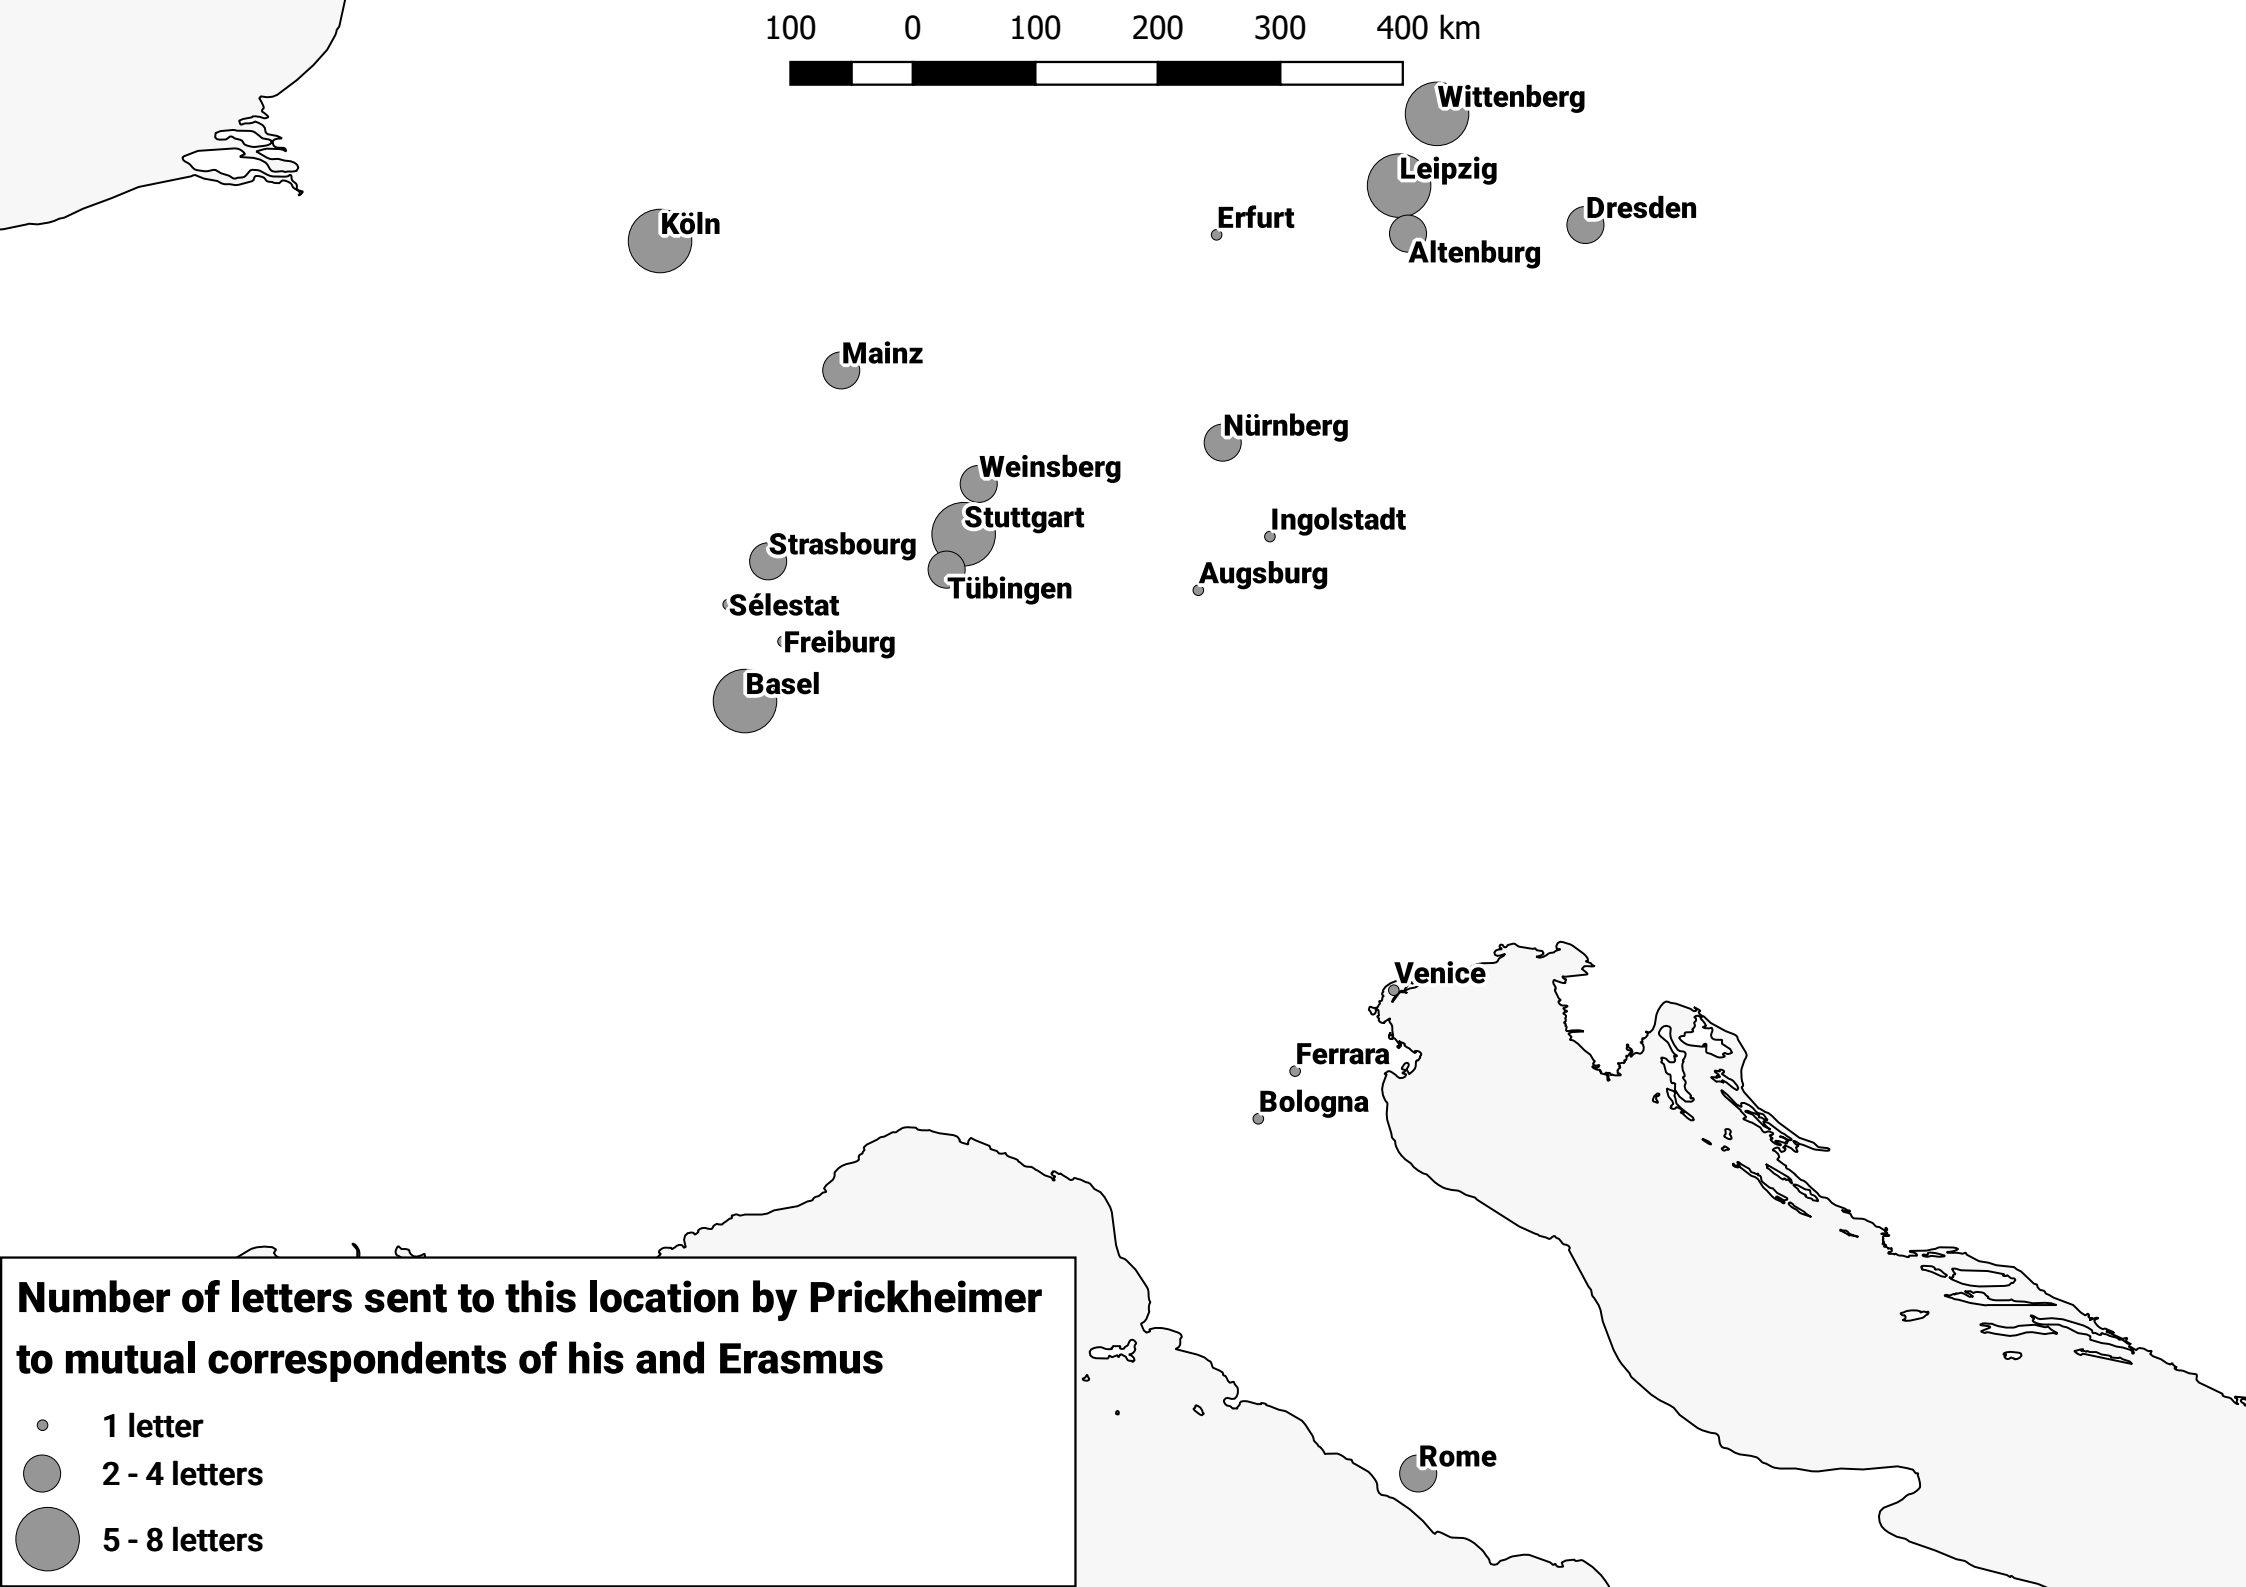 100 0 100 200 300 400 km
Wittenberg
Leipzig
Dresden
Erfurt
Köln
Altenburg
Mainz
Nürnberg
Weinsberg
Stuttgart
Ingolstadt
Strasbourg
Augsburg
Tübingen
Sélestat
Freiburg
Basel
Venice
Ferrara
Bologna
Rome
Number of letters sent to this location by Prickheimer
to mutual correspondents of his and Erasmus
1 letter
2 - 4 letters
5 - 8 letters